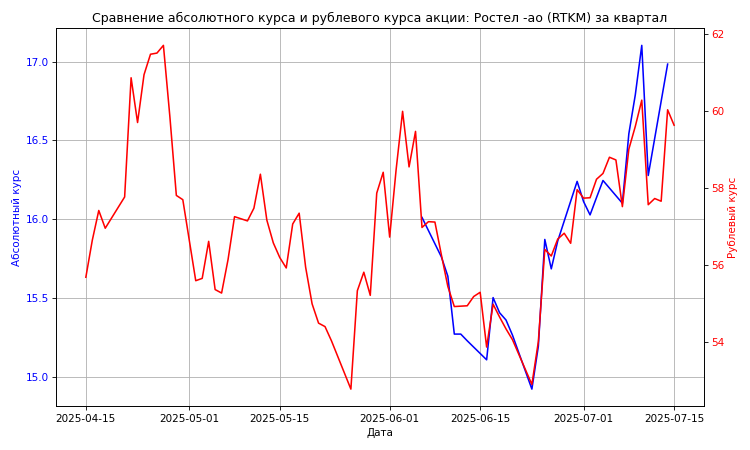 Сравнение абсолютного курса и рублевого курса акции: Ростел -ао (RTKM) за квартал
17.0
16.5
16.0
15.5
15.0
Абсолютный курс
62
60
58
56
54
Рублевый курс
2025-04-15 2025-05-01 2025-05-15 2025-06-01 2025-06-15 2025-07-01 2025-07-15
Дата